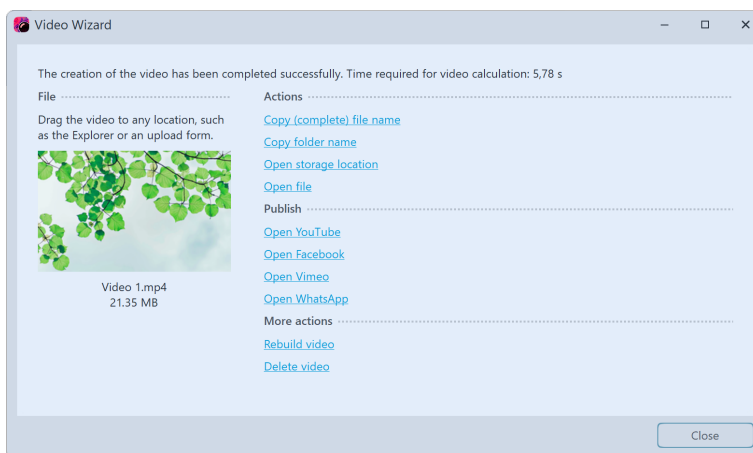 Video Wizard
The creation of the video has been completed successfully. Time required for video calculation: 5,78 s
File
Drag the video to any location, such
as the Explorer or an upload form.
Video 1.mp4
21.35 MB
Actions
Copy (complete) file name
Copy folder name
Open storage location
Open file
Publish
Open YouTube
Open Facebook
Open Vimeo
Open WhatsApp
More actions
Rebuild video
Delete video
Close